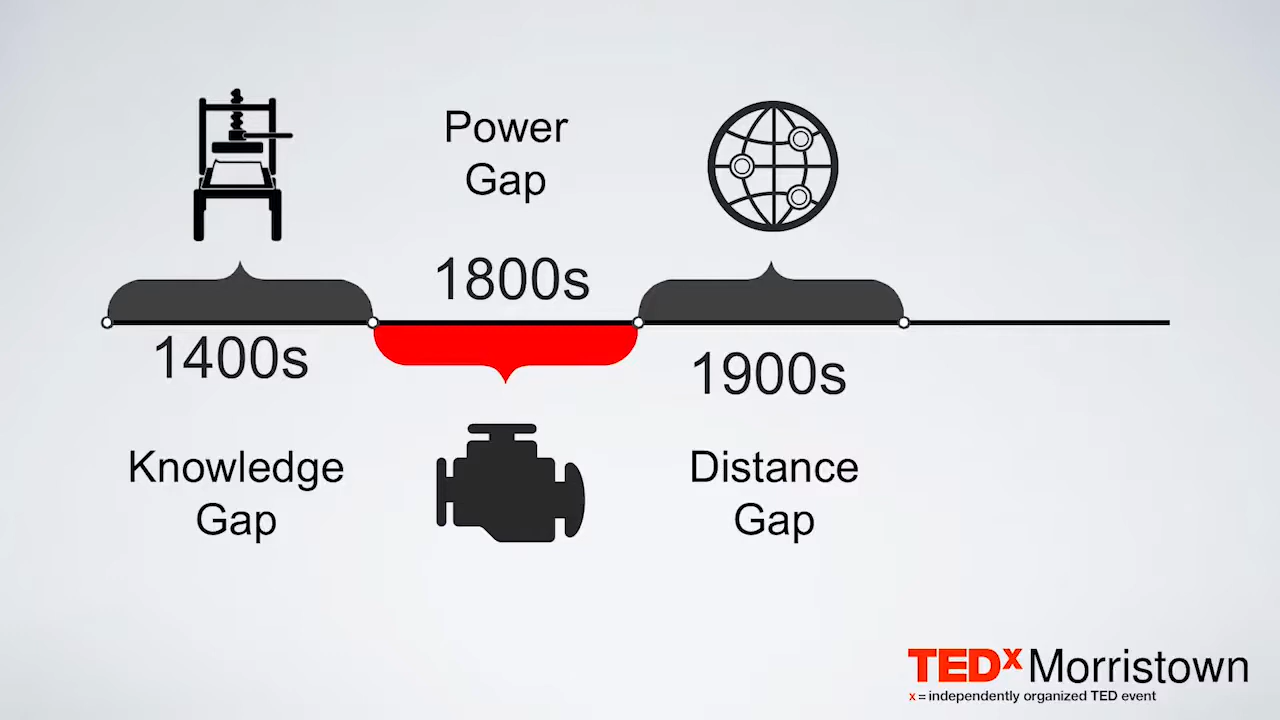 Power
Gap
1800s
1400s
1900s
Knowledge
Gap
Distance
Gap
TEDx Morristown
x = independently organized TED event